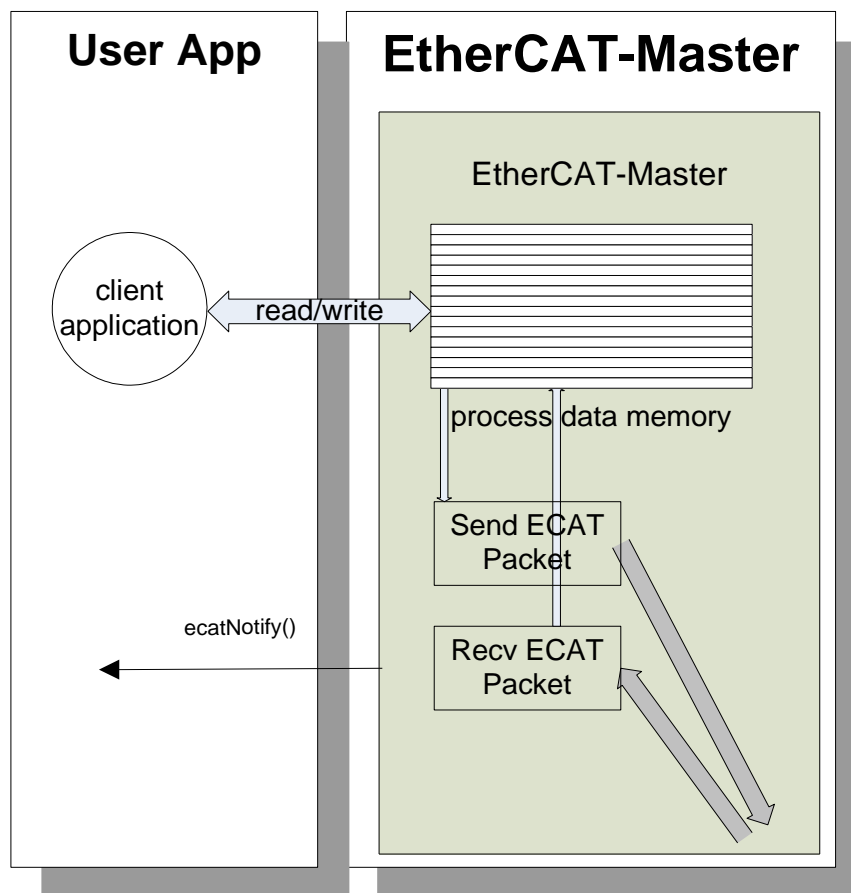 User App
EtherCAT-Master
EtherCAT-Master
client
application
read/write
process data memory
Send ECAT
Packet
ecatNotify()
Recv ECAT
Packet